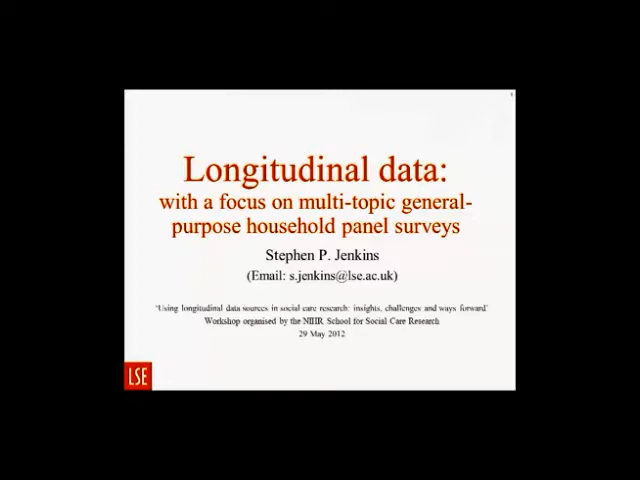 Longitudinal data:
with a focus on multi-topic general-
purpose household panel surveys
Stephen P. Jenkins
(Email: s.jenkins@lse.ac.uk)
'Using longitudinal data sources in social care research: insights, challenges and ways forward'
Workshop organised by the NIHR School for Social Care Research
29 May 2012
LSE